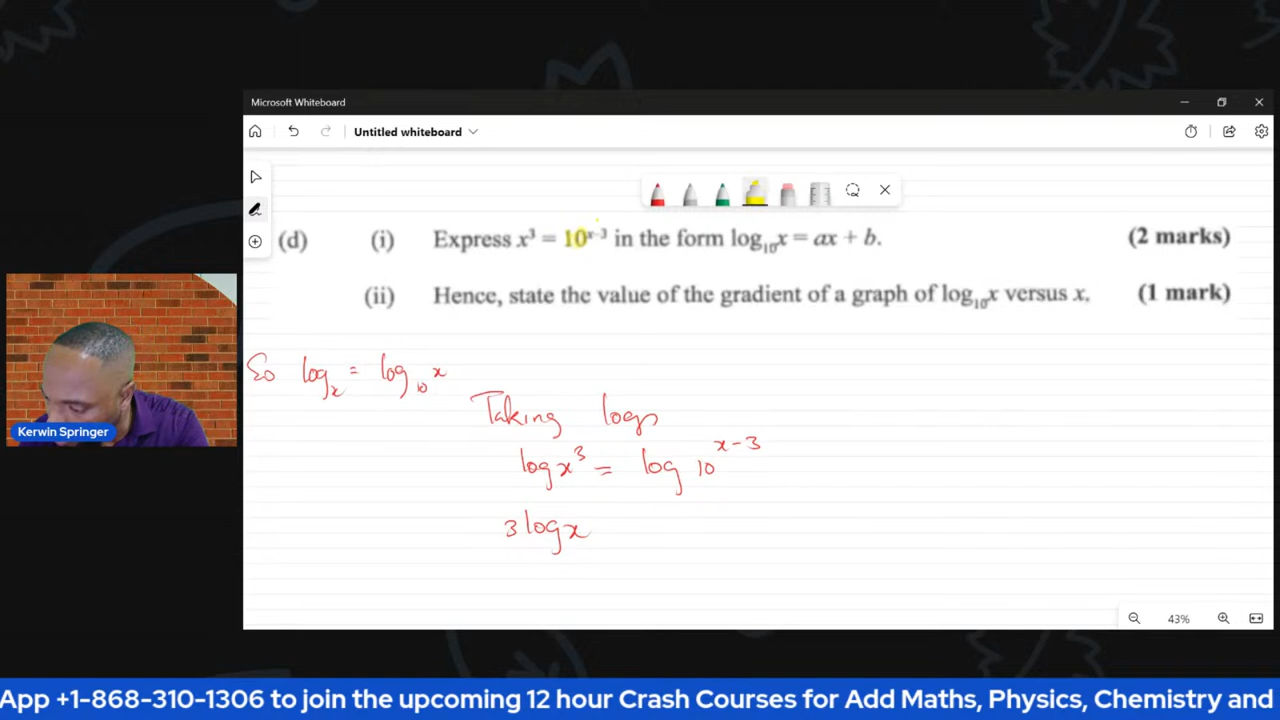 Microsoft Whiteboard
Untitled whiteboard
(d) (i) Express x³ = 10ˣ⁻³ in the form log₁₀x = ax + b. (2 marks)
(ii) Hence, state the value of the gradient of a graph of log₁₀x versus x. (1 mark)
So logₓ = log₁₀ x
Taking logs
log x³ = log 10ˣ⁻³
3 log x
Kerwin Springer
43%
App +1-868-310-1306 to join the upcoming 12 hour Crash Courses for Add Maths, Physics, Chemistry and